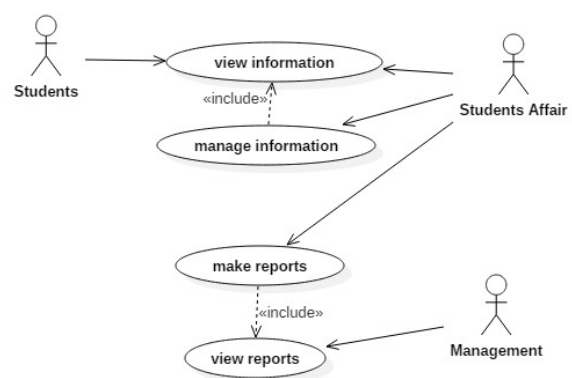 view information
Students
«include»
Students Affair
manage information
make reports
«include»
Management
view reports